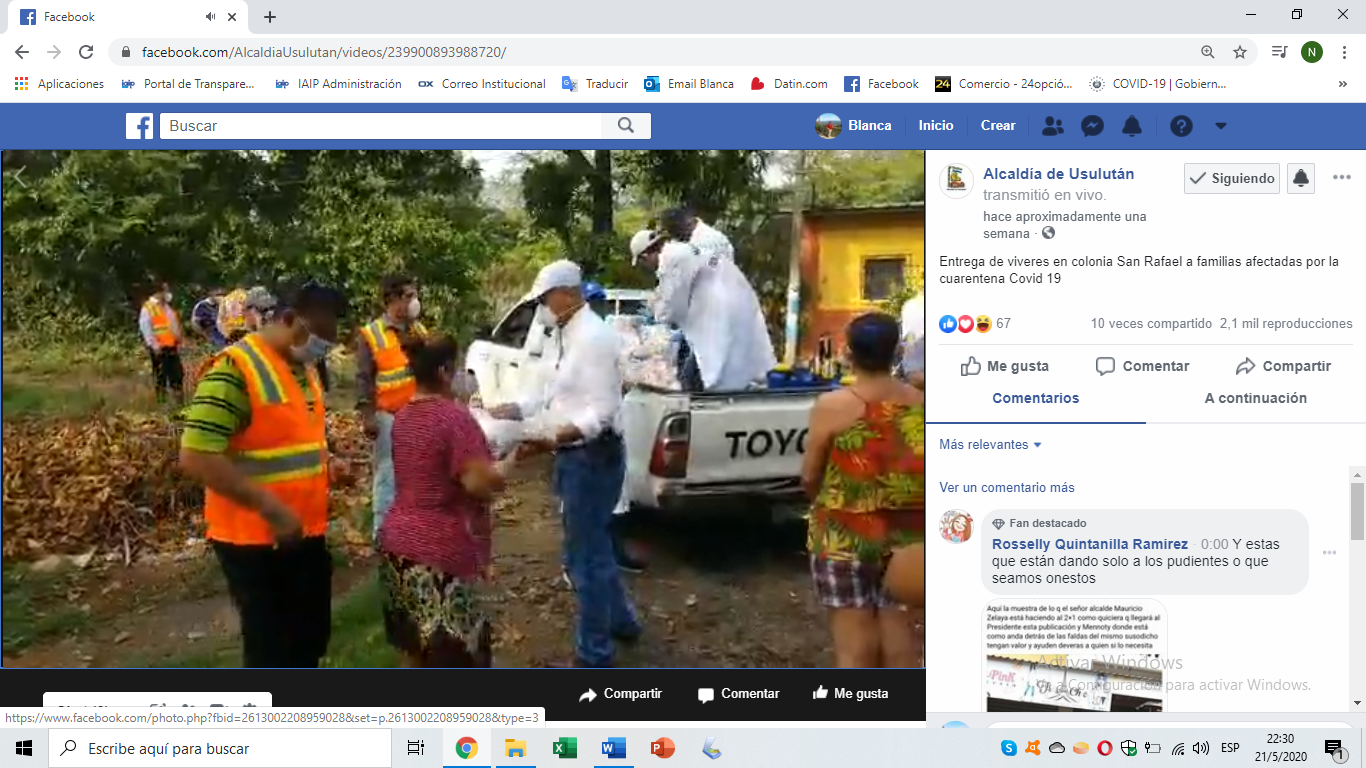 Facebook
facebook.com/AlcaldiaUsulutan/videos/239900893988720/
N
Aplicaciones
Portal de Transpare...
IAIP Administración
Correo Institucional
Traducir
Email Blanca
Datin.com
Facebook
24
Comercio - 24opció...
COVID-19 | Gobiern...
Buscar
Blanca
Inicio
Crear
Alcaldía de Usulután
transmitió en vivo.
hace aproximadamente una
semana ·
Siguiendo
Entrega de viveres en colonia San Rafael a familias afectadas por la
cuarentena Covid 19
67
10 veces compartido 2,1 mil reproducciones
Me gusta
Comentar
Compartir
Comentarios
A continuación
Más relevantes
Ver un comentario más
Fan destacado
Rosselly Quintanilla Ramirez · 0:00 Y estas
que están dando solo a los pudientes o que
seamos onestos
Aquí la muestra de lo q el señor alcalde Mauricio
Zelaya está haciendo al 2×1 como quiciera q llegará al
Presidente esta publicación y Mennoty donde está
como anda detrás de las faldas del mismo susodicho
tengan valor y ayuden deveras a quien si lo necesita
Pink
Activar Windows
Ve a Configuración para activar Windows.
TOYO
Compartir
Comentar
Me gusta
https://www.facebook.com/photo.php?fbid=2613002208959028&set=p.2613002208959028&type=3
Escribe aquí para buscar
ESP
22:30
21/5/2020
1